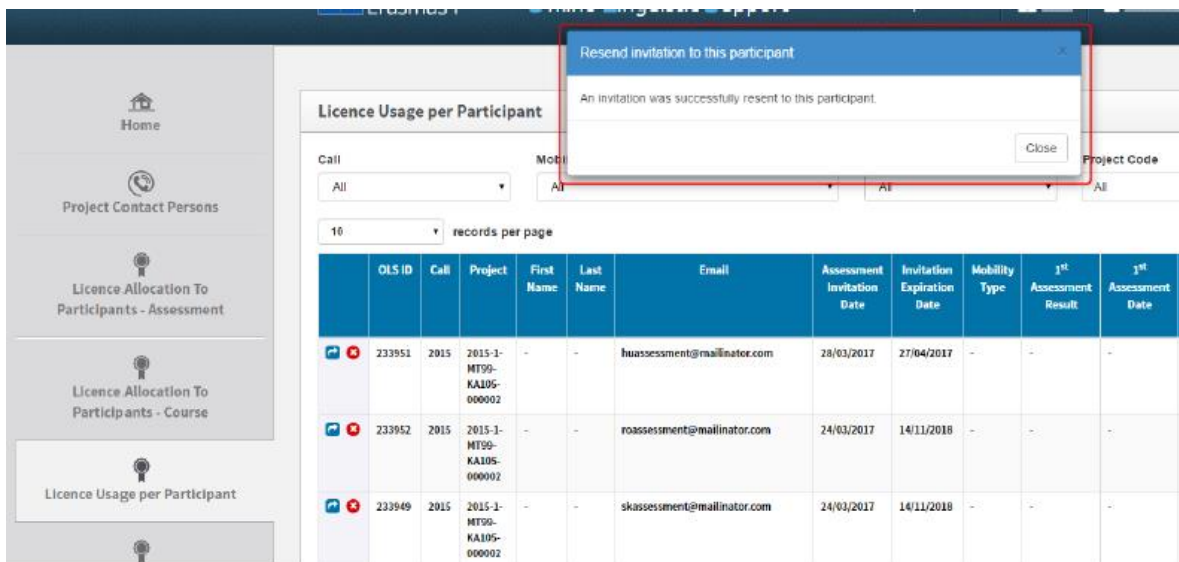 Resend invitation to this participant
×
An invitation was successfully resent to this participant.
Close
Home
Project Contact Persons
Licence Allocation To
Participants - Assessment
Licence Allocation To
Participants - Course
Licence Usage per Participant
Licence Usage per Participant
Call
Project Code
All
All
All
All
10
records per page
OLS ID
Call
Project
First
Name
Last
Name
Email
Assessment
Invitation
Date
Invitation
Expiration
Date
Mobility
Type
1st
Assessment
Result
1st
Assessment
Date
233951 2015 2015-1- - - huassessment@mailinator.com 28/03/2017 27/04/2017 - - -
MT99-
KA105-
000002
233952 2015 2015-1- - - roassessment@mailinator.com 24/03/2017 14/11/2018 - - -
MT99-
KA105-
000002
233949 2015 2015-1- - - skassessment@mailinator.com 24/03/2017 14/11/2018 - - -
MT99-
KA105-
000002